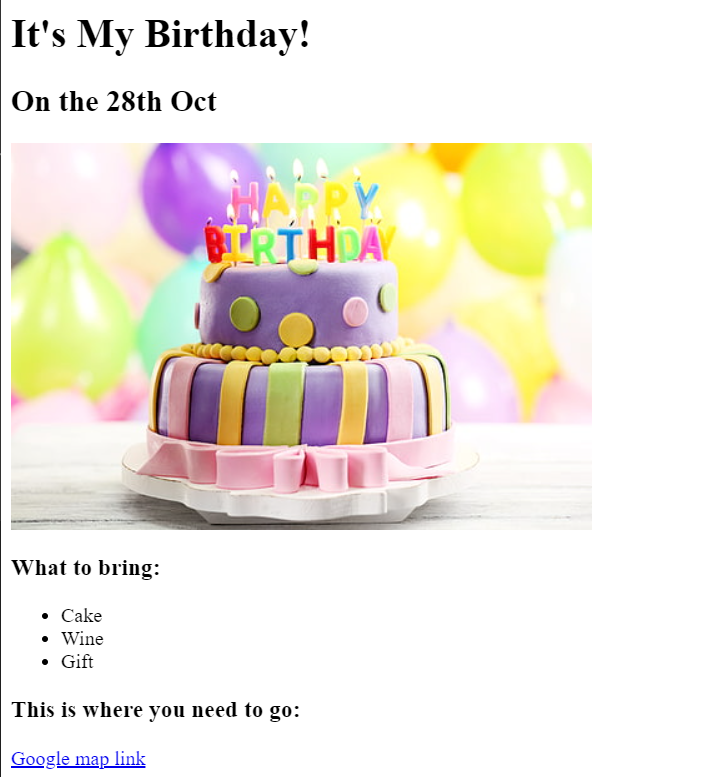 It's My Birthday!
On the 28th Oct
HAPPY
BIRTHDAY
What to bring:
Cake
Wine
Gift
This is where you need to go:
Google map link